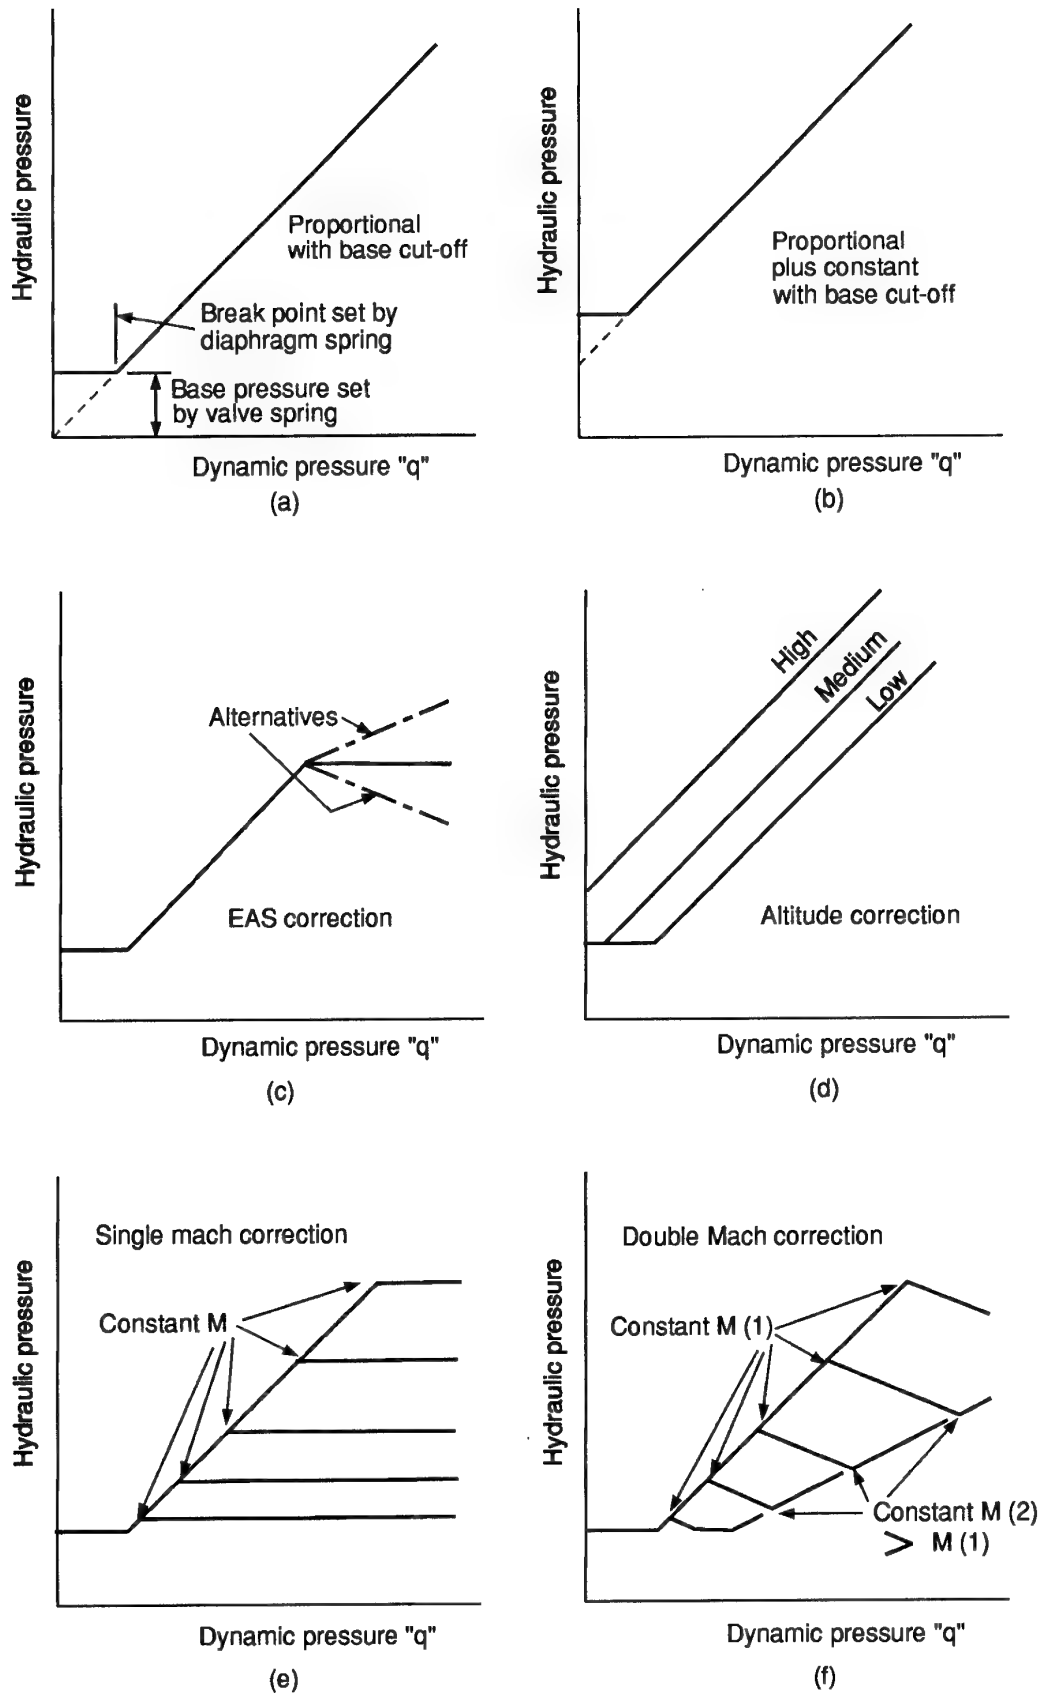 Hydraulic pressure
Proportional
with base cut-off
Break point set by
diaphragm spring
Base pressure set
by valve spring
Dynamic pressure "q"
(a)
Hydraulic pressure
Proportional
plus constant
with base cut-off
Dynamic pressure "q"
(b)
Hydraulic pressure
Alternatives
EAS correction
Dynamic pressure "q"
(c)
Hydraulic pressure
High
Medium
Low
Altitude correction
Dynamic pressure "q"
(d)
Hydraulic pressure
Single mach correction
Constant M
Dynamic pressure "q"
(e)
Hydraulic pressure
Double Mach correction
Constant M (1)
Constant M (2)
> M (1)
Dynamic pressure "q"
(f)